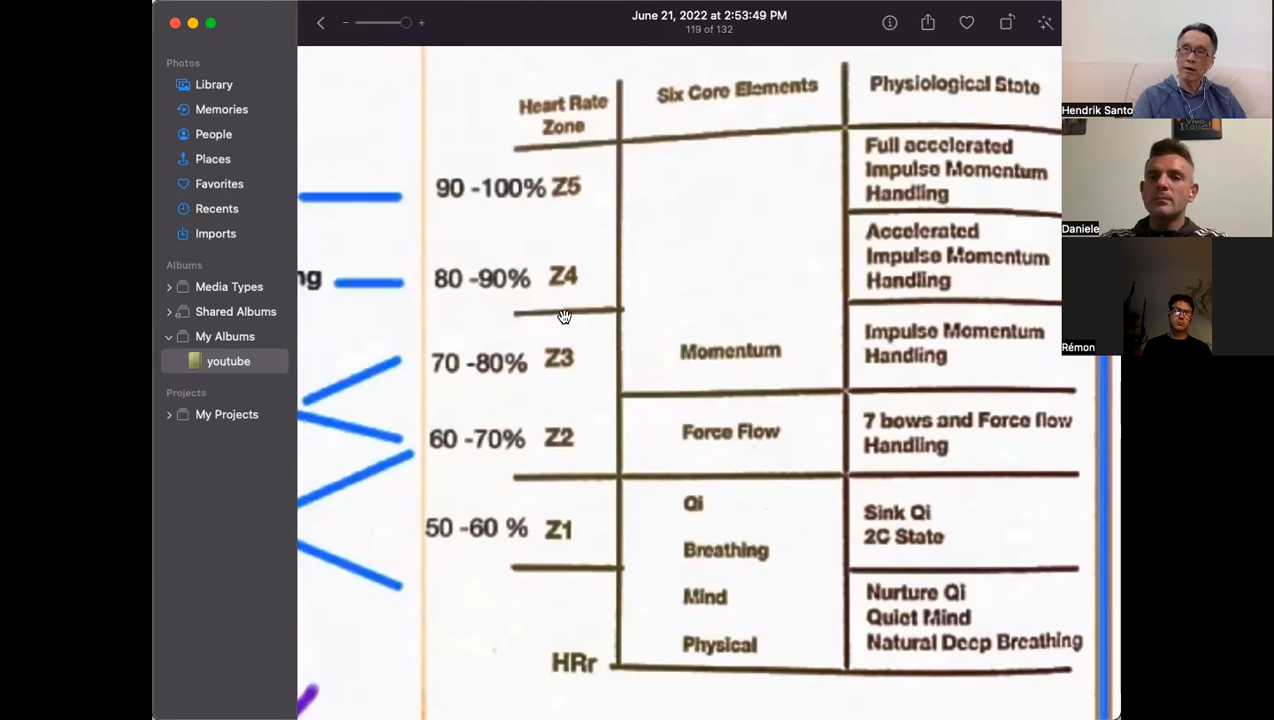 June 21, 2022 at 2:53:49 PM
119 of 132
Photos
Library
Memories
People
Places
Favorites
Recents
Imports
Albums
Media Types
Shared Albums
My Albums
youtube
Projects
My Projects
Heart Rate
Zone
Six Core Elements
Physiological State
90 -100% Z5
Full accelerated
Impulse Momentum
Handling
ng
80 -90% Z4
Accelerated
Impulse Momentum
Handling
70 -80% Z3
Momentum
Impulse Momentum
Handling
60 -70% Z2
Force Flow
7 bows and Force flow
Handling
50 -60 % Z1
Qi
Breathing
Mind
Physical
Sink Qi
2C State
Nurture Qi
Quiet Mind
Natural Deep Breathing
HRr
Hendrik Santo
Viva
Italia!
Daniele
Rémon